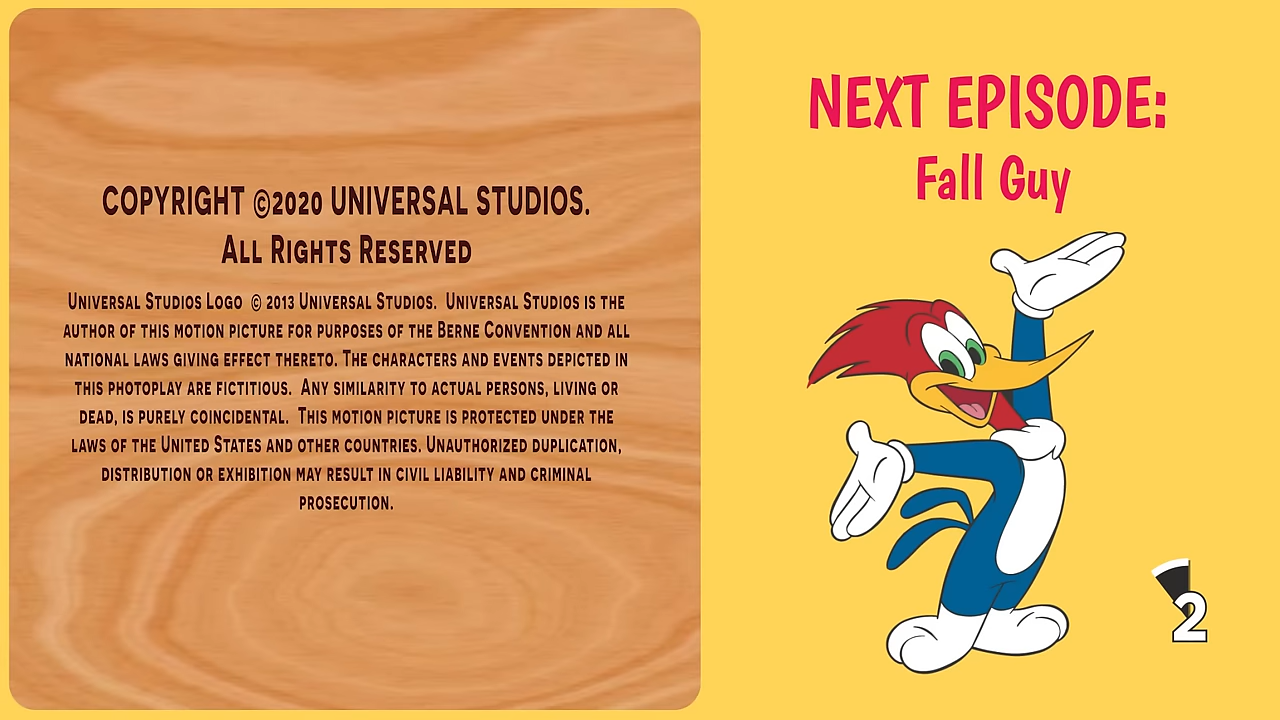 COPYRIGHT ©2020 UNIVERSAL STUDIOS.
ALL RIGHTS RESERVED
UNIVERSAL STUDIOS LOGO © 2013 UNIVERSAL STUDIOS. UNIVERSAL STUDIOS IS THE
AUTHOR OF THIS MOTION PICTURE FOR PURPOSES OF THE BERNE CONVENTION AND ALL
NATIONAL LAWS GIVING EFFECT THERETO. THE CHARACTERS AND EVENTS DEPICTED IN
THIS PHOTOPLAY ARE FICTITIOUS. ANY SIMILARITY TO ACTUAL PERSONS, LIVING OR
DEAD, IS PURELY COINCIDENTAL. THIS MOTION PICTURE IS PROTECTED UNDER THE
LAWS OF THE UNITED STATES AND OTHER COUNTRIES. UNAUTHORIZED DUPLICATION,
DISTRIBUTION OR EXHIBITION MAY RESULT IN CIVIL LIABILITY AND CRIMINAL
PROSECUTION.
NEXT EPISODE:
Fall Guy
2